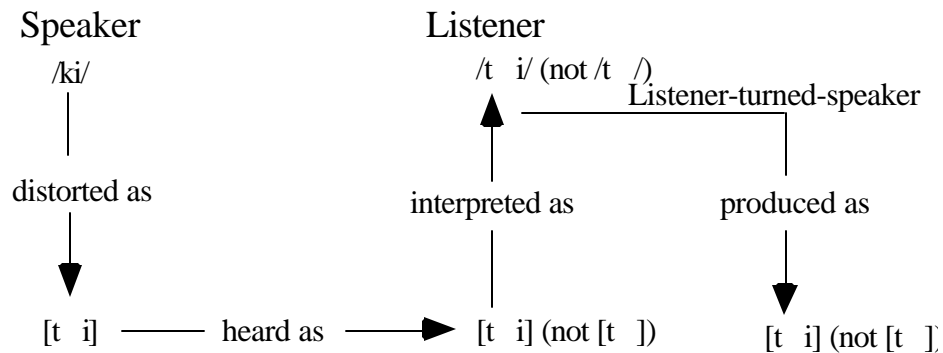 Speaker
Listener
/ki/
/t i/ (not /t /)
Listener-turned-speaker
distorted as
interpreted as
produced as
[t i]
heard as
[t i] (not [t ])
[t i] (not [t ])